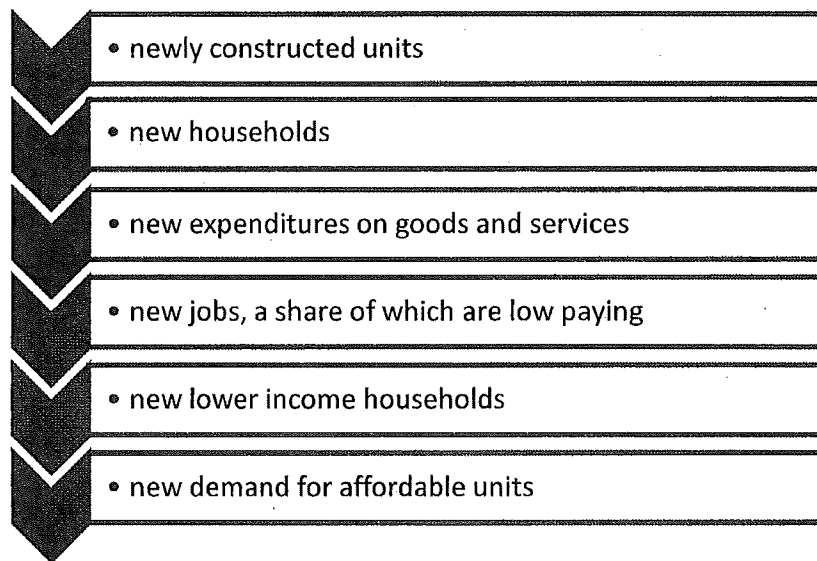 • newly constructed units
• new households
• new expenditures on goods and services
• new jobs, a share of which are low paying
• new lower income households
• new demand for affordable units